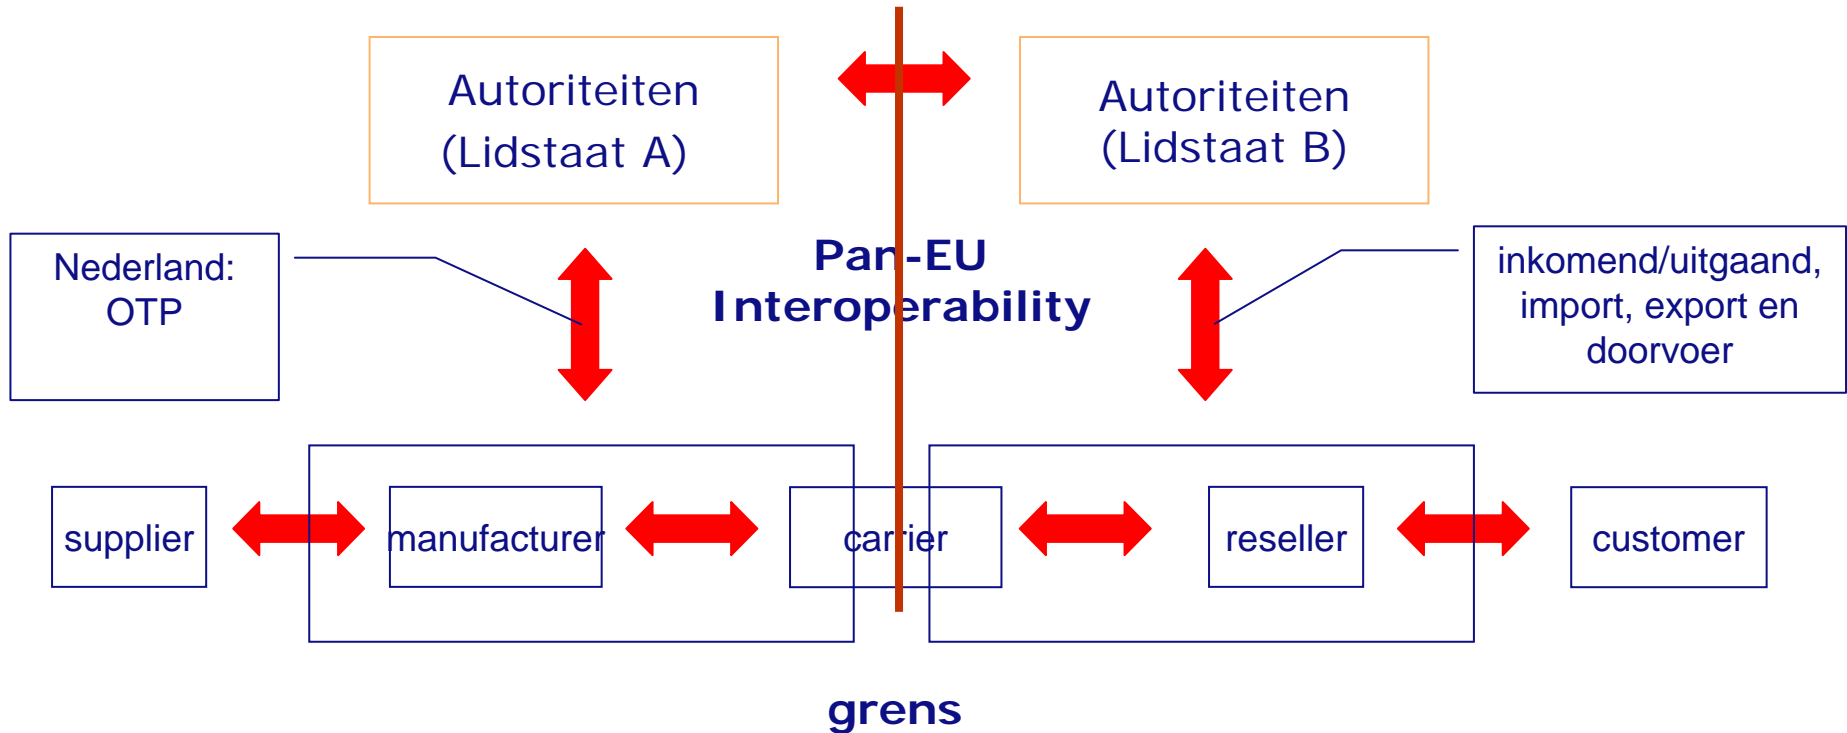 Autoriteiten
(Lidstaat A)
Autoriteiten
(Lidstaat B)
Nederland:
OTP
Pan-EU
Interoperability
inkomend/uitgaand,
import, export en
doorvoer
supplier
manufacturer
carrier
reseller
customer
grens